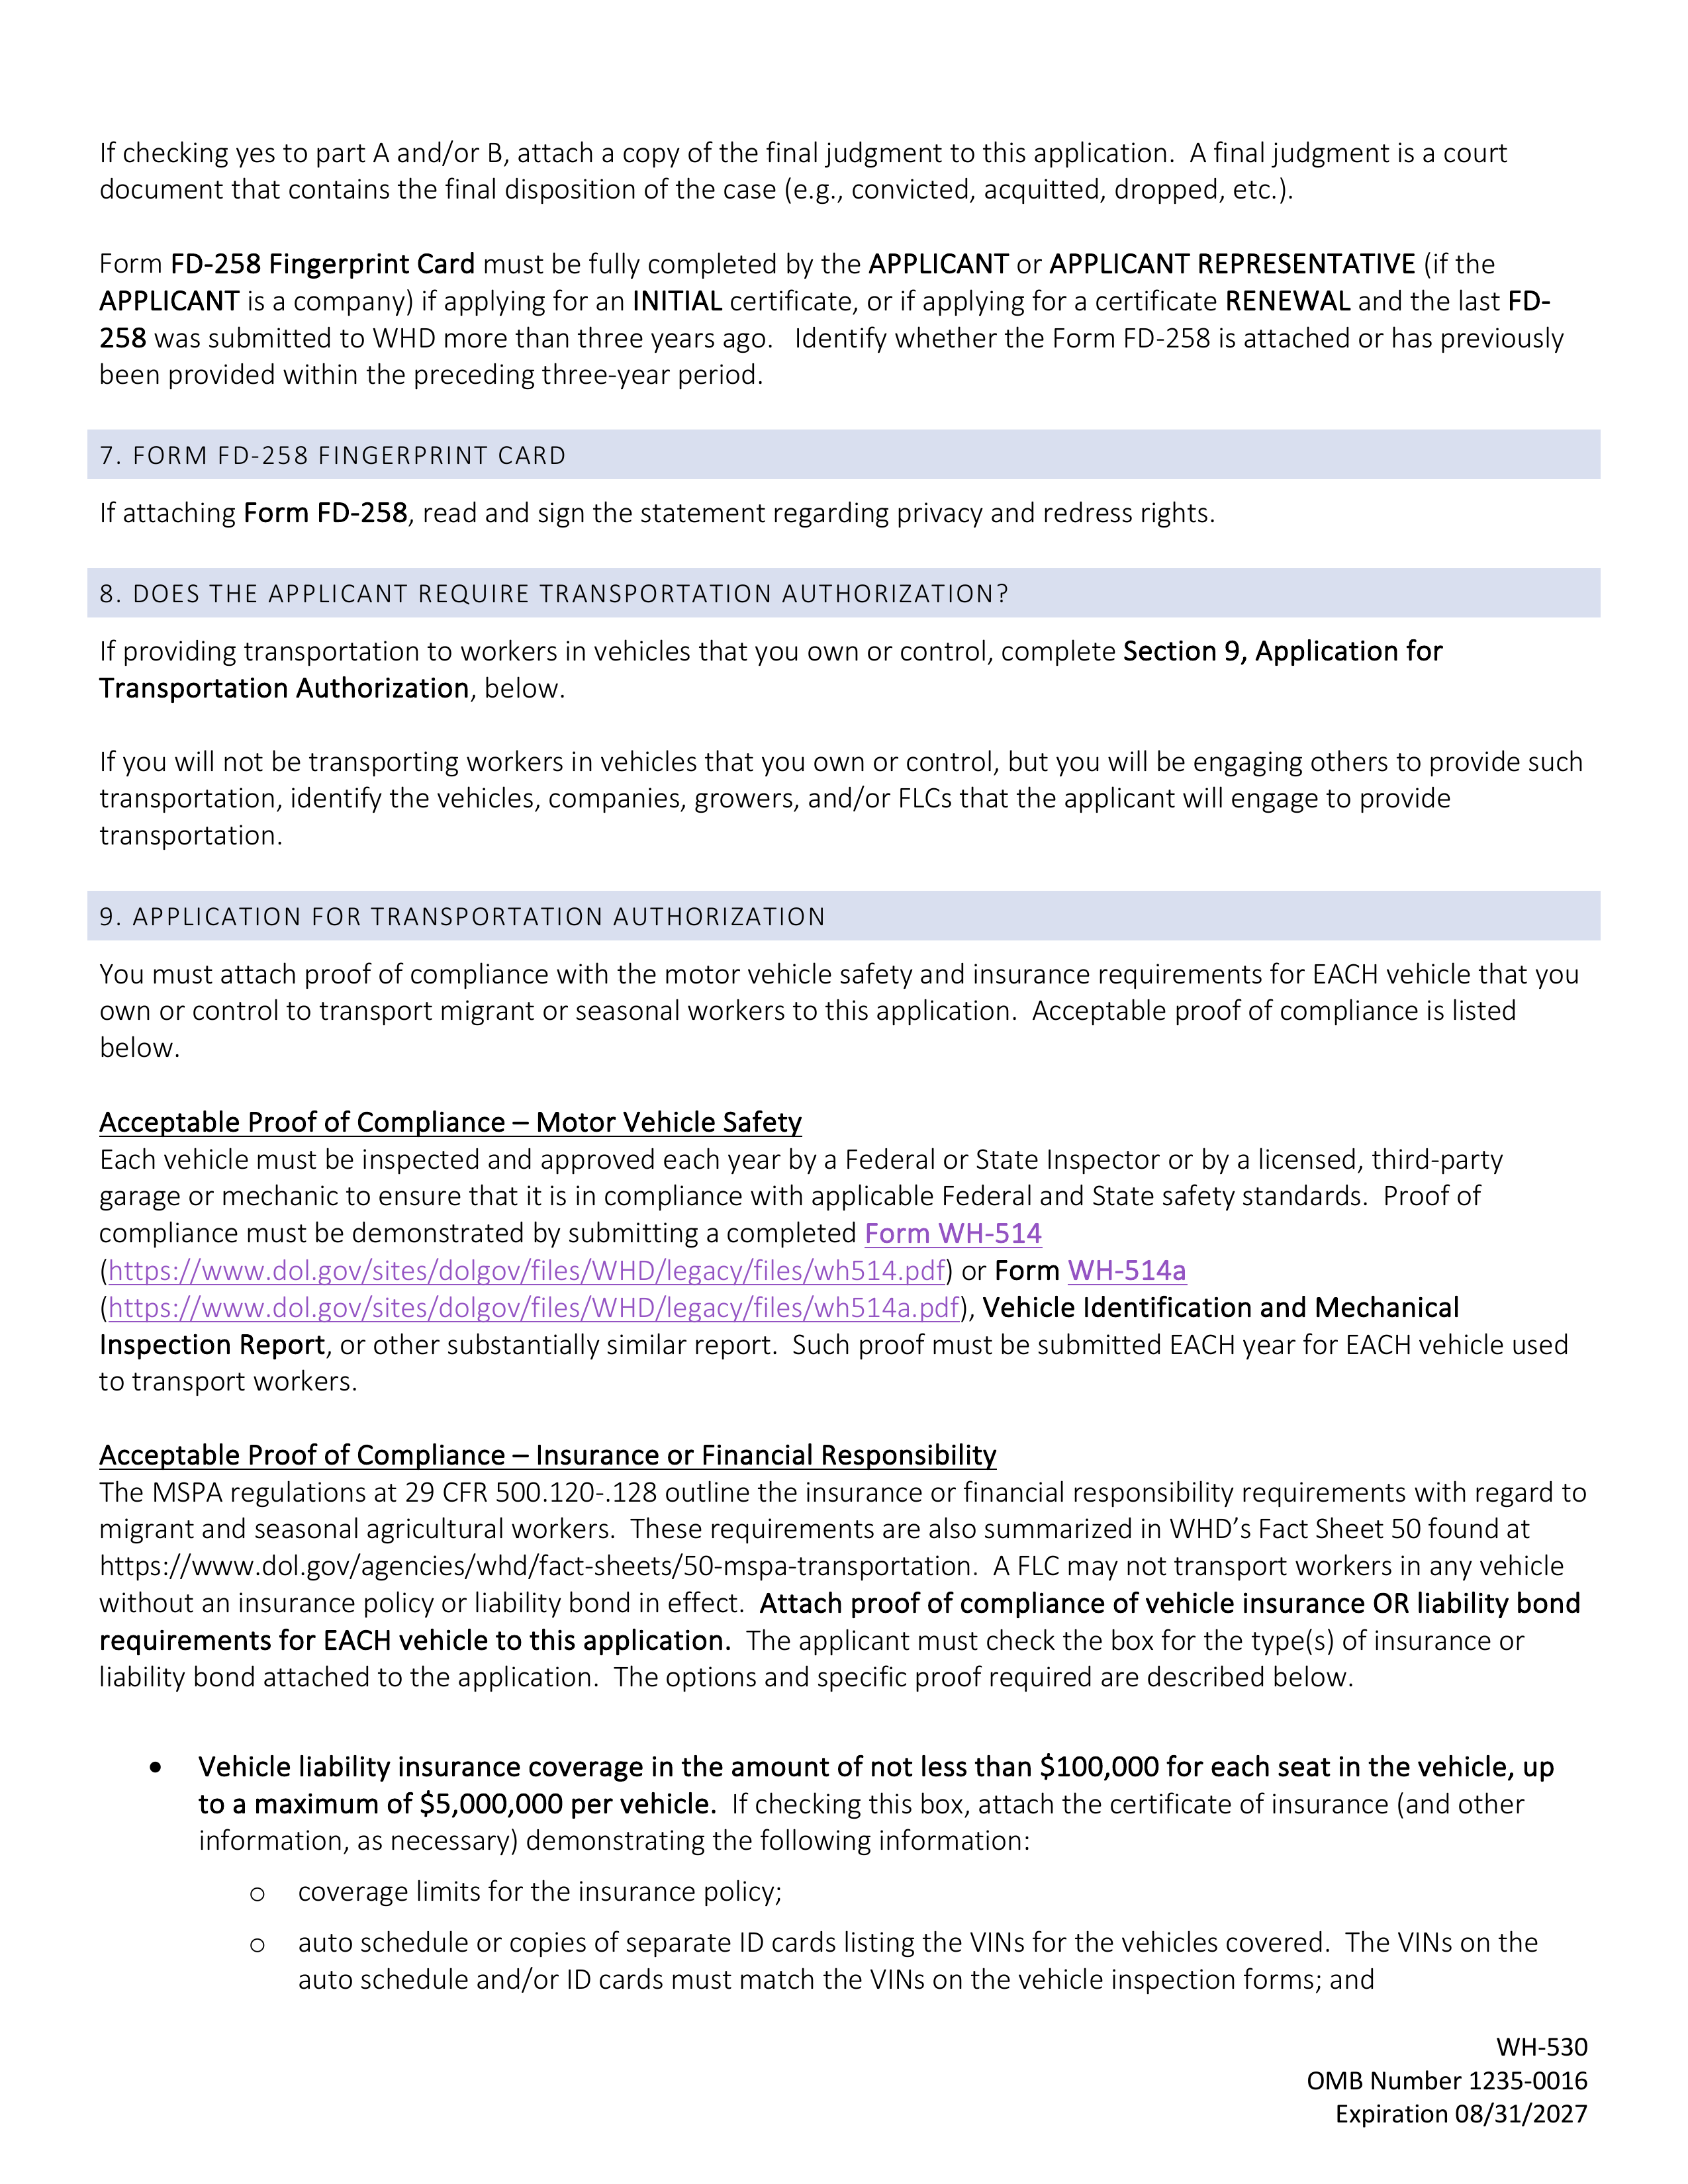 If checking yes to part A and/or B, attach a copy of the final judgment to this application.  A final judgment is a court
document that contains the final disposition of the case (e.g., convicted, acquitted, dropped, etc.).
Form FD-258 Fingerprint Card must be fully completed by the APPLICANT or APPLICANT REPRESENTATIVE (if the
APPLICANT is a company) if applying for an INITIAL certificate, or if applying for a certificate RENEWAL and the last FD-
258 was submitted to WHD more than three years ago.   Identify whether the Form FD-258 is attached or has previously
been provided within the preceding three-year period.
7. FORM FD-258 FINGERPRINT CARD
If attaching Form FD-258, read and sign the statement regarding privacy and redress rights.
8. DOES THE APPLICANT REQUIRE TRANSPORTATION AUTHORIZATION?
If providing transportation to workers in vehicles that you own or control, complete Section 9, Application for
Transportation Authorization, below.
If you will not be transporting workers in vehicles that you own or control, but you will be engaging others to provide such
transportation, identify the vehicles, companies, growers, and/or FLCs that the applicant will engage to provide
transportation.
9. APPLICATION FOR TRANSPORTATION AUTHORIZATION
You must attach proof of compliance with the motor vehicle safety and insurance requirements for EACH vehicle that you
own or control to transport migrant or seasonal workers to this application.  Acceptable proof of compliance is listed
below.
Acceptable Proof of Compliance – Motor Vehicle Safety
Each vehicle must be inspected and approved each year by a Federal or State Inspector or by a licensed, third-party
garage or mechanic to ensure that it is in compliance with applicable Federal and State safety standards.  Proof of
compliance must be demonstrated by submitting a completed Form WH-514
(https://www.dol.gov/sites/dolgov/files/WHD/legacy/files/wh514.pdf) or Form WH-514a
(https://www.dol.gov/sites/dolgov/files/WHD/legacy/files/wh514a.pdf), Vehicle Identification and Mechanical
Inspection Report, or other substantially similar report.  Such proof must be submitted EACH year for EACH vehicle used
to transport workers.
Acceptable Proof of Compliance – Insurance or Financial Responsibility
The MSPA regulations at 29 CFR 500.120-.128 outline the insurance or financial responsibility requirements with regard to
migrant and seasonal agricultural workers.  These requirements are also summarized in WHD’s Fact Sheet 50 found at
https://www.dol.gov/agencies/whd/fact-sheets/50-mspa-transportation.  A FLC may not transport workers in any vehicle
without an insurance policy or liability bond in effect.  Attach proof of compliance of vehicle insurance OR liability bond
requirements for EACH vehicle to this application.  The applicant must check the box for the type(s) of insurance or
liability bond attached to the application.  The options and specific proof required are described below.
• Vehicle liability insurance coverage in the amount of not less than $100,000 for each seat in the vehicle, up
to a maximum of $5,000,000 per vehicle.  If checking this box, attach the certificate of insurance (and other
information, as necessary) demonstrating the following information:
o coverage limits for the insurance policy;
o auto schedule or copies of separate ID cards listing the VINs for the vehicles covered.  The VINs on the
auto schedule and/or ID cards must match the VINs on the vehicle inspection forms; and
WH-530
OMB Number 1235-0016
Expiration 08/31/2027